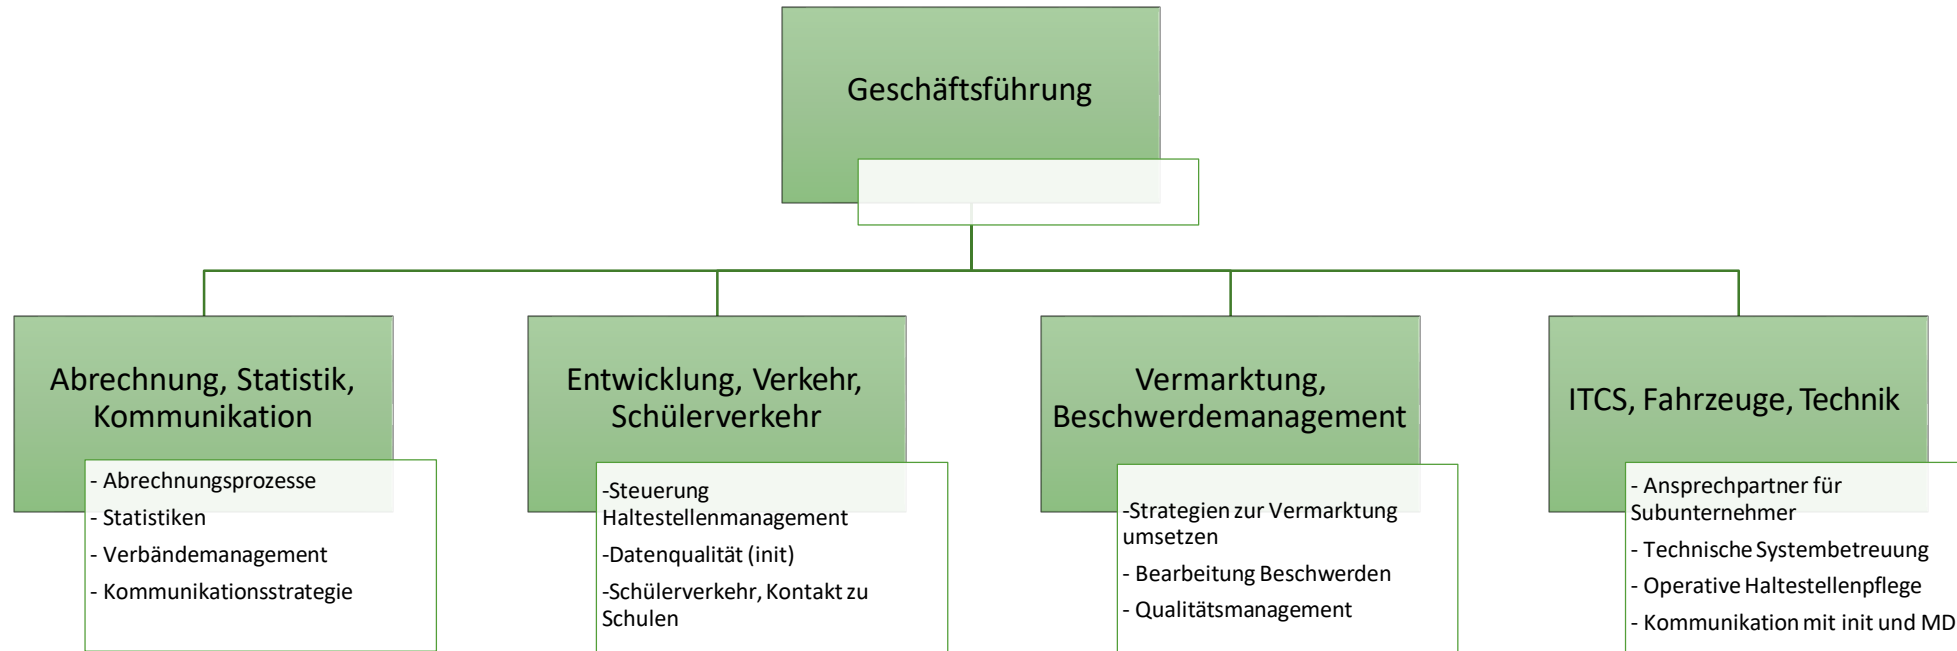 Geschäftsführung
Abrechnung, Statistik,
Kommunikation
- Abrechnungsprozesse
- Statistiken
- Verbändemanagement
- Kommunikationsstrategie
Entwicklung, Verkehr,
Schülerverkehr
-Steuerung
Haltestellenmanagement
-Datenqualität (init)
-Schülerverkehr, Kontakt zu
Schulen
Vermarktung,
Beschwerdemanagement
-Strategien zur Vermarktung
umsetzen
- Bearbeitung Beschwerden
- Qualitätsmanagement
ITCS, Fahrzeuge, Technik
- Ansprechpartner für
Subunternehmer
- Technische Systembetreuung
- Operative Haltestellenpflege
- Kommunikation mit init und MD